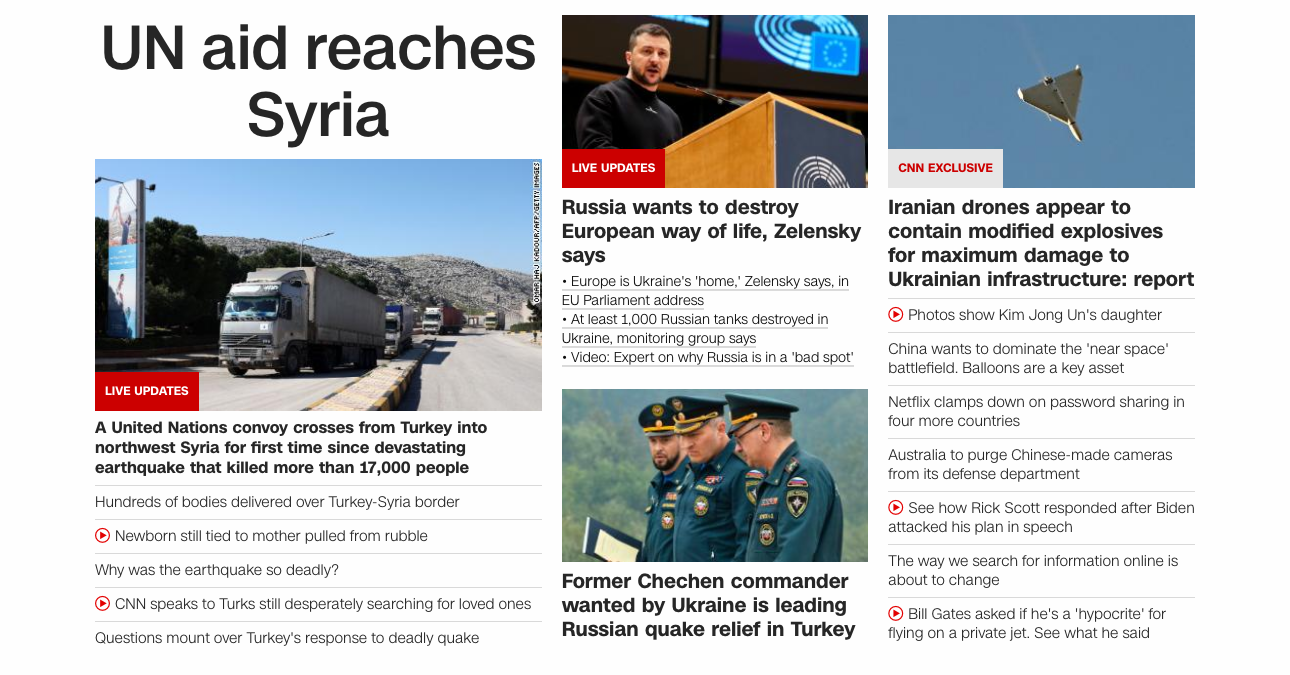 UN aid reaches
Syria
OMAR HAJ KADOUR/AFP/GETTY IMAGES
LIVE UPDATES
A United Nations convoy crosses from Turkey into
northwest Syria for first time since devastating
earthquake that killed more than 17,000 people
Hundreds of bodies delivered over Turkey-Syria border
Newborn still tied to mother pulled from rubble
Why was the earthquake so deadly?
CNN speaks to Turks still desperately searching for loved ones
Questions mount over Turkey's response to deadly quake
LIVE UPDATES
Russia wants to destroy
European way of life, Zelensky
says
• Europe is Ukraine's 'home,' Zelensky says, in
EU Parliament address
• At least 1,000 Russian tanks destroyed in
Ukraine, monitoring group says
• Video: Expert on why Russia is in a 'bad spot'
Former Chechen commander
wanted by Ukraine is leading
Russian quake relief in Turkey
CNN EXCLUSIVE
Iranian drones appear to
contain modified explosives
for maximum damage to
Ukrainian infrastructure: report
Photos show Kim Jong Un's daughter
China wants to dominate the 'near space'
battlefield. Balloons are a key asset
Netflix clamps down on password sharing in
four more countries
Australia to purge Chinese-made cameras
from its defense department
See how Rick Scott responded after Biden
attacked his plan in speech
The way we search for information online is
about to change
Bill Gates asked if he's a 'hypocrite' for
flying on a private jet. See what he said